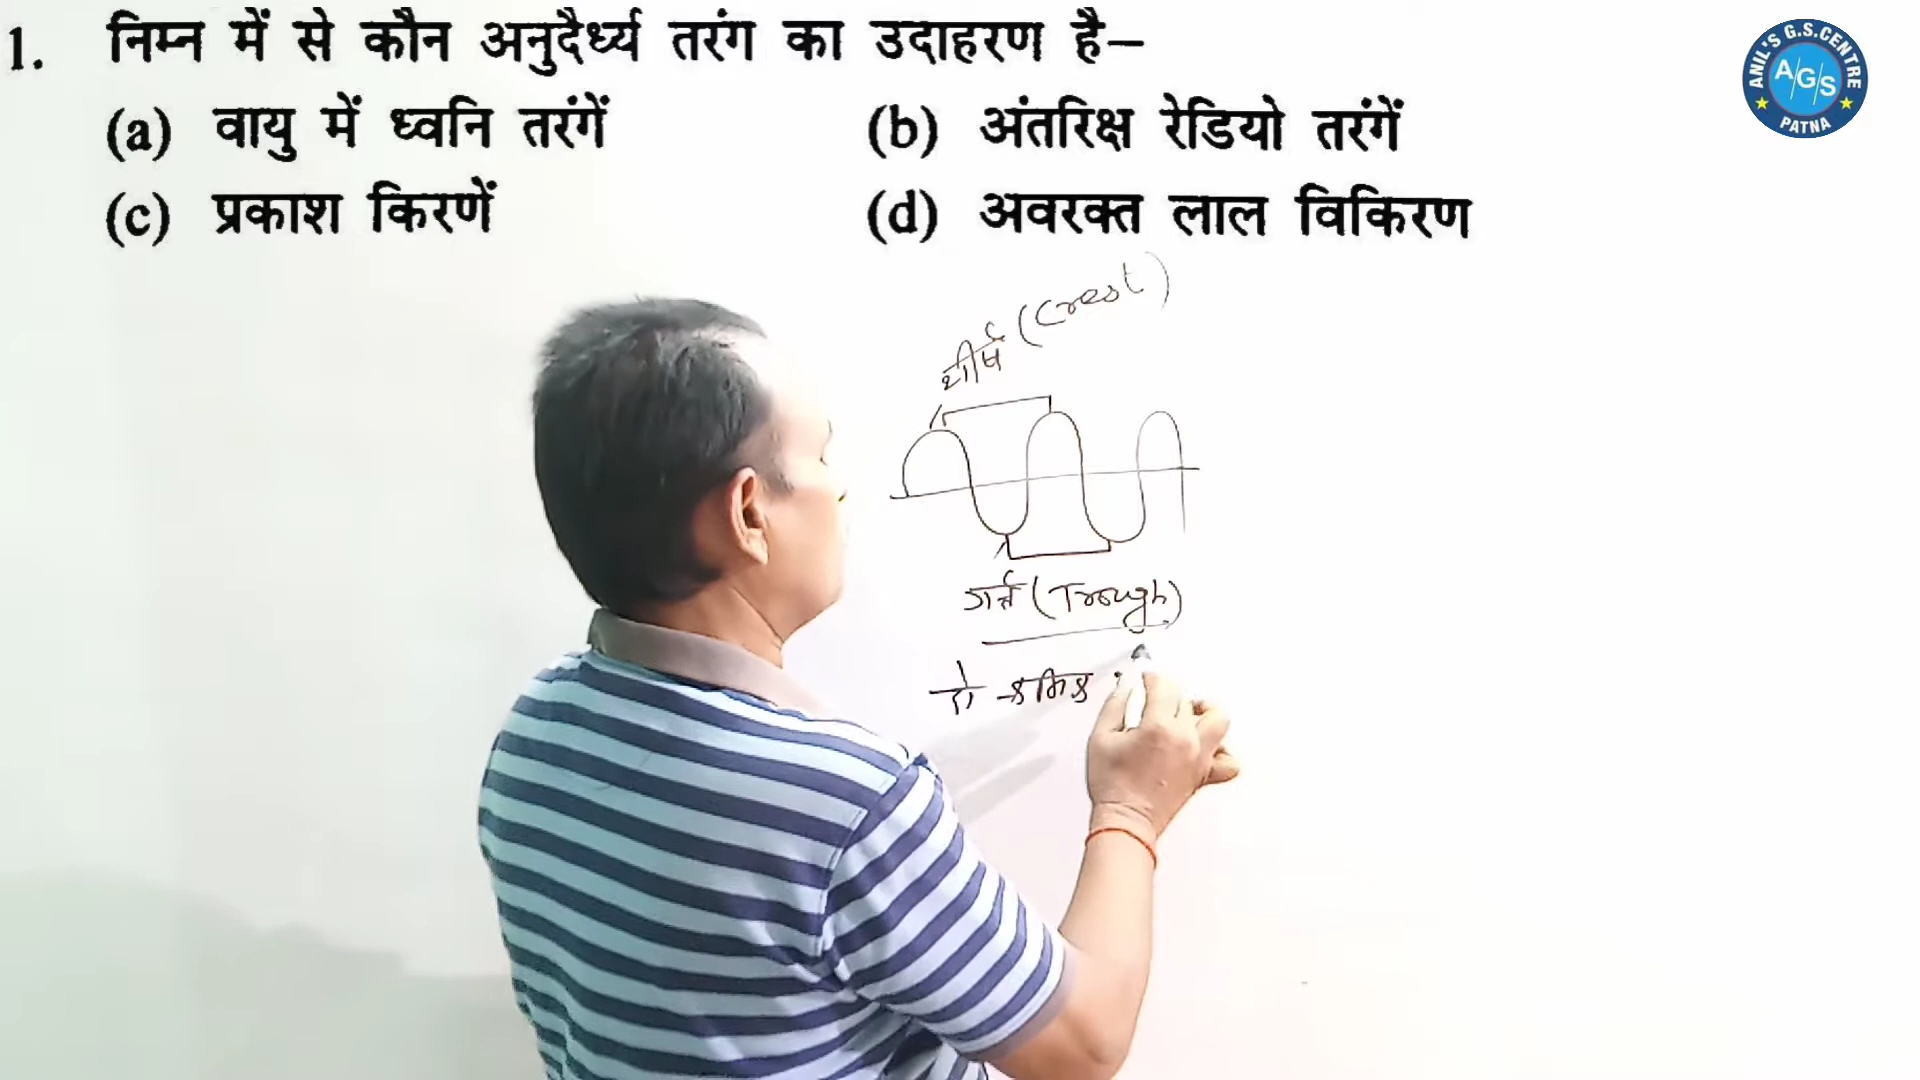 1. निम्न में से कौन अनुदैर्ध्य तरंग का उदाहरण है–
(a) वायु में ध्वनि तरंगें (b) अंतरिक्ष रेडियो तरंगें
(c) प्रकाश किरणें (d) अवरक्त लाल विकिरण
ANIL'S G.S.CENTRE
A/G/S
PATNA
शीर्ष (Crest)
गर्त्त (Trough)
दो क्रमिक